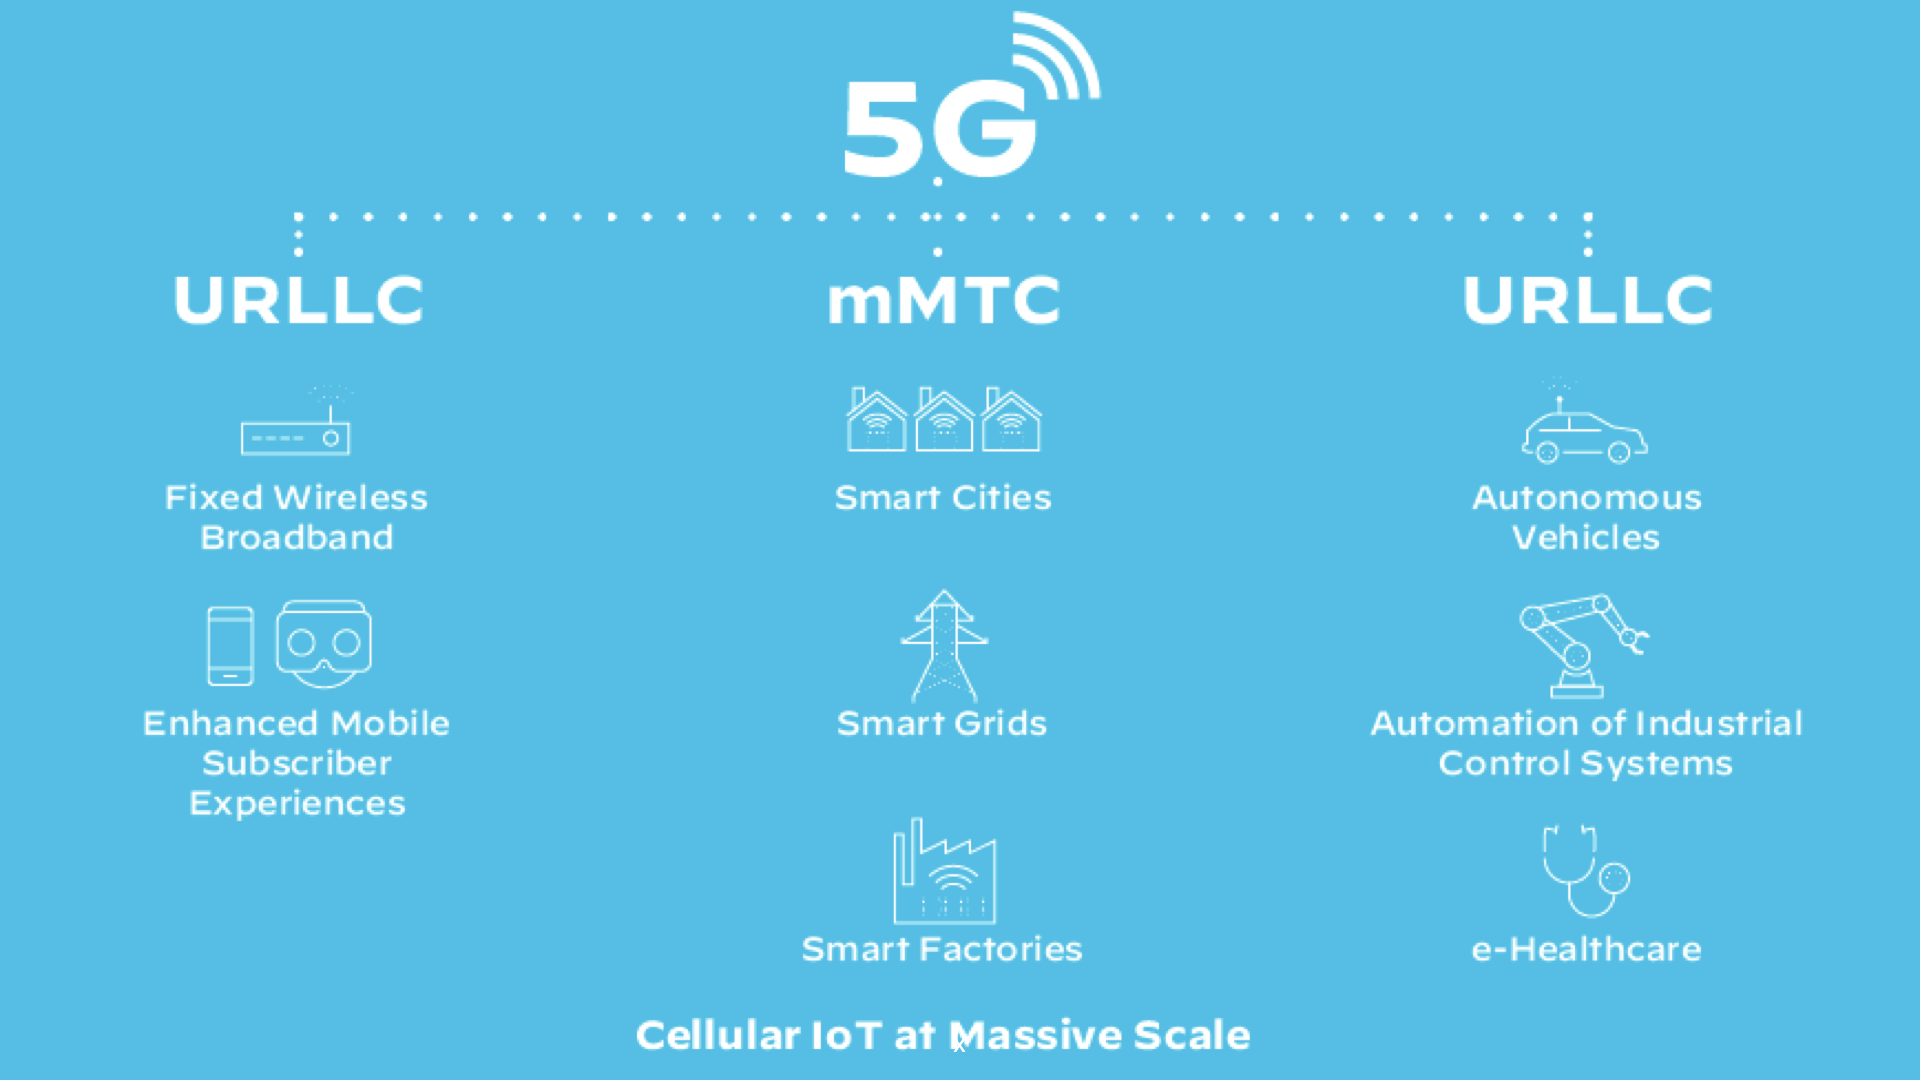 5G
URLLC
Fixed Wireless
Broadband
Enhanced Mobile
Subscriber
Experiences
mMTC
Smart Cities
Smart Grids
Smart Factories
URLLC
Autonomous
Vehicles
Automation of Industrial
Control Systems
e-Healthcare
Cellular IoT at Massive Scale
x